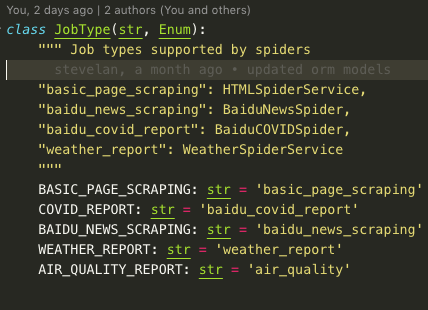 You, 2 days ago | 2 authors (You and others)
class JobType(str, Enum):
""" Job types supported by spiders
stevelan, a month ago • updated orm models
"basic_page_scraping": HTMLSpiderService,
"baidu_news_scraping": BaiduNewsSpider,
"baidu_covid_report": BaiduCOVIDSpider,
"weather_report": WeatherSpiderService
"""
BASIC_PAGE_SCRAPING: str = 'basic_page_scraping'
COVID_REPORT: str = 'baidu_covid_report'
BAIDU_NEWS_SCRAPING: str = 'baidu_news_scraping'
WEATHER_REPORT: str = 'weather_report'
AIR_QUALITY_REPORT: str = 'air_quality'